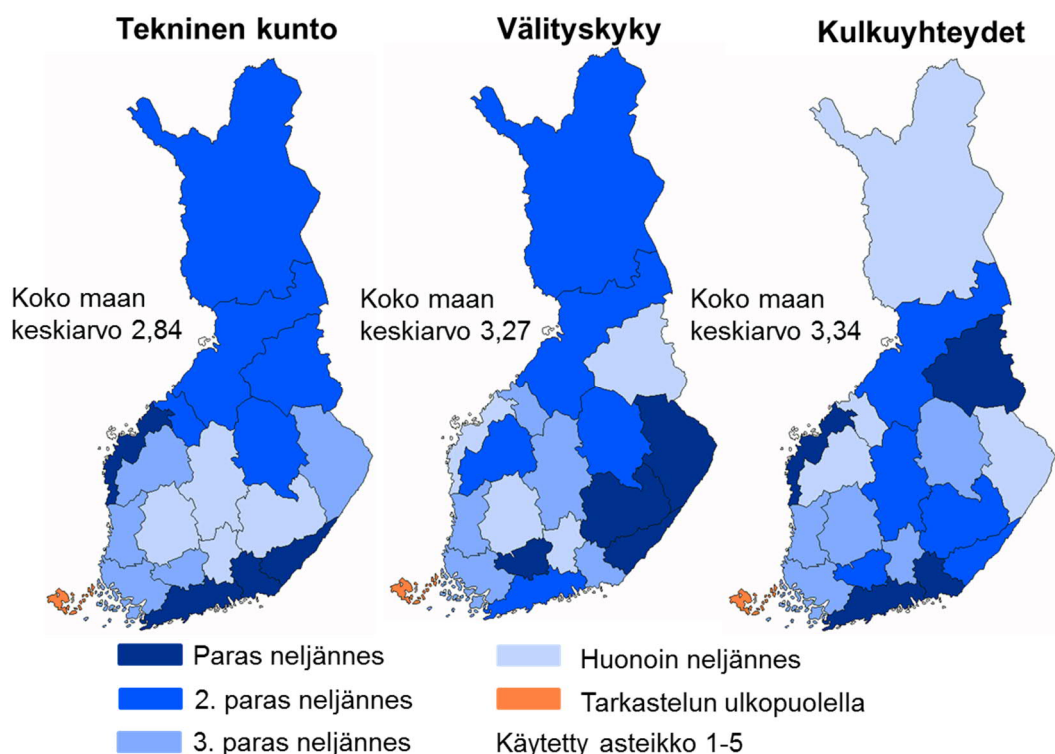 Tekninen kunto
Välityskyky
Kulkuyhteydet
Koko maan
keskiarvo 2,84
Koko maan
keskiarvo 3,27
Koko maan
keskiarvo 3,34
Paras neljännes
2. paras neljännes
3. paras neljännes
Huonoin neljännes
Tarkastelun ulkopuolella
Käytetty asteikko 1-5